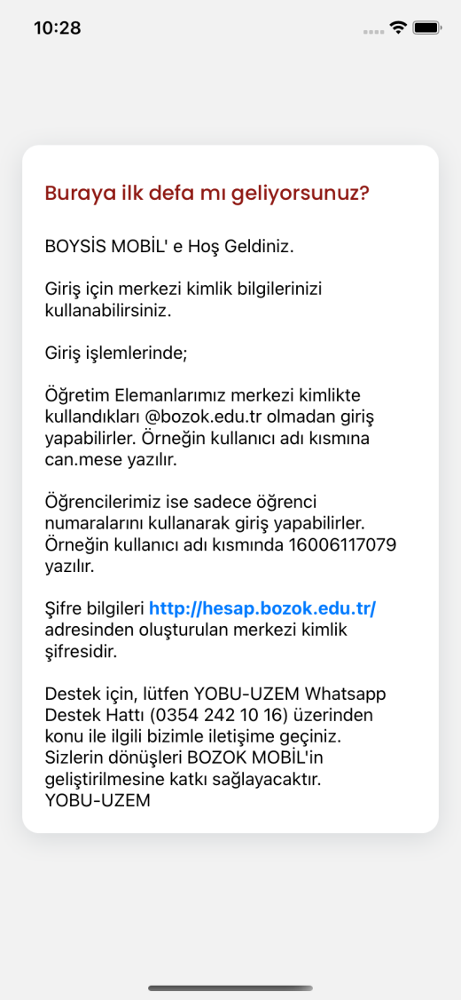 10:28
Buraya ilk defa mı geliyorsunuz?
BOYSİS MOBİL' e Hoş Geldiniz.
Giriş için merkezi kimlik bilgilerinizi
kullanabilirsiniz.
Giriş işlemlerinde;
Öğretim Elemanlarımız merkezi kimlikte
kullandıkları @bozok.edu.tr olmadan giriş
yapabilirler. Örneğin kullanıcı adı kısmına
can.mese yazılır.
Öğrencilerimiz ise sadece öğrenci
numaralarını kullanarak giriş yapabilirler.
Örneğin kullanıcı adı kısmında 16006117079
yazılır.
Şifre bilgileri http://hesap.bozok.edu.tr/
adresinden oluşturulan merkezi kimlik
şifresidir.
Destek için, lütfen YOBU-UZEM Whatsapp
Destek Hattı (0354 242 10 16) üzerinden
konu ile ilgili bizimle iletişime geçiniz.
Sizlerin dönüşleri BOZOK MOBİL'in
geliştirilmesine katkı sağlayacaktır.
YOBU-UZEM